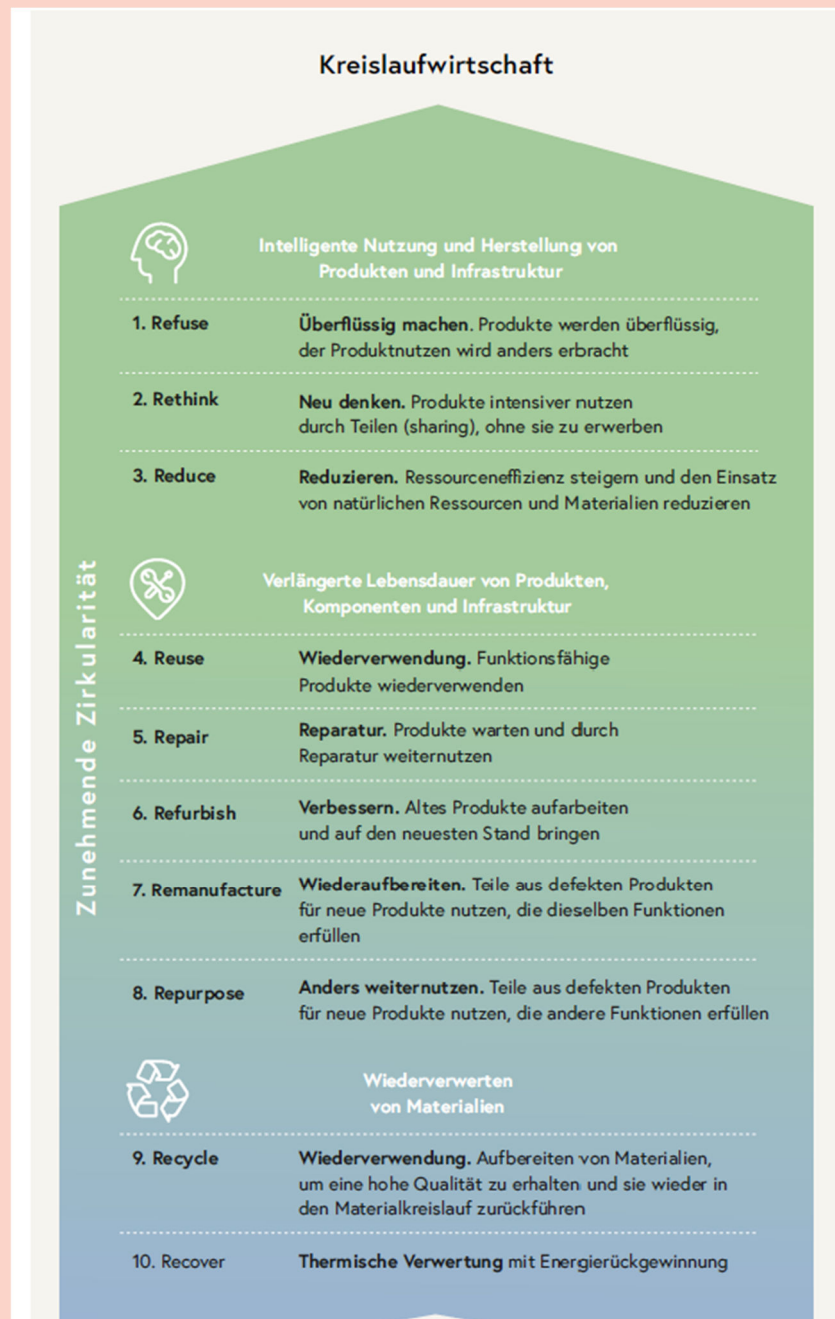 Kreislaufwirtschaft
Intelligente Nutzung und Herstellung von
Produkten und Infrastruktur
1. Refuse
Überflüssig machen. Produkte werden überflüssig,
der Produktnutzen wird anders erbracht
2. Rethink
Neu denken. Produkte intensiver nutzen
durch Teilen (sharing), ohne sie zu erwerben
3. Reduce
Reduzieren. Ressourceneffizienz steigern und den Einsatz
von natürlichen Ressourcen und Materialien reduzieren
Zunehmende Zirkularität
Verlängerte Lebensdauer von Produkten,
Komponenten und Infrastruktur
4. Reuse
Wiederverwendung. Funktionsfähige
Produkte wiederverwenden
5. Repair
Reparatur. Produkte warten und durch
Reparatur weiternutzen
6. Refurbish
Verbessern. Altes Produkte aufarbeiten
und auf den neuesten Stand bringen
7. Remanufacture
Wiederaufbereiten. Teile aus defekten Produkten
für neue Produkte nutzen, die dieselben Funktionen
erfüllen
8. Repurpose
Anders weiternutzen. Teile aus defekten Produkten
für neue Produkte nutzen, die andere Funktionen erfüllen
Wiederverwerten
von Materialien
9. Recycle
Wiederverwendung. Aufbereiten von Materialien,
um eine hohe Qualität zu erhalten und sie wieder in
den Materialkreislauf zurückführen
10. Recover
Thermische Verwertung mit Energierückgewinnung